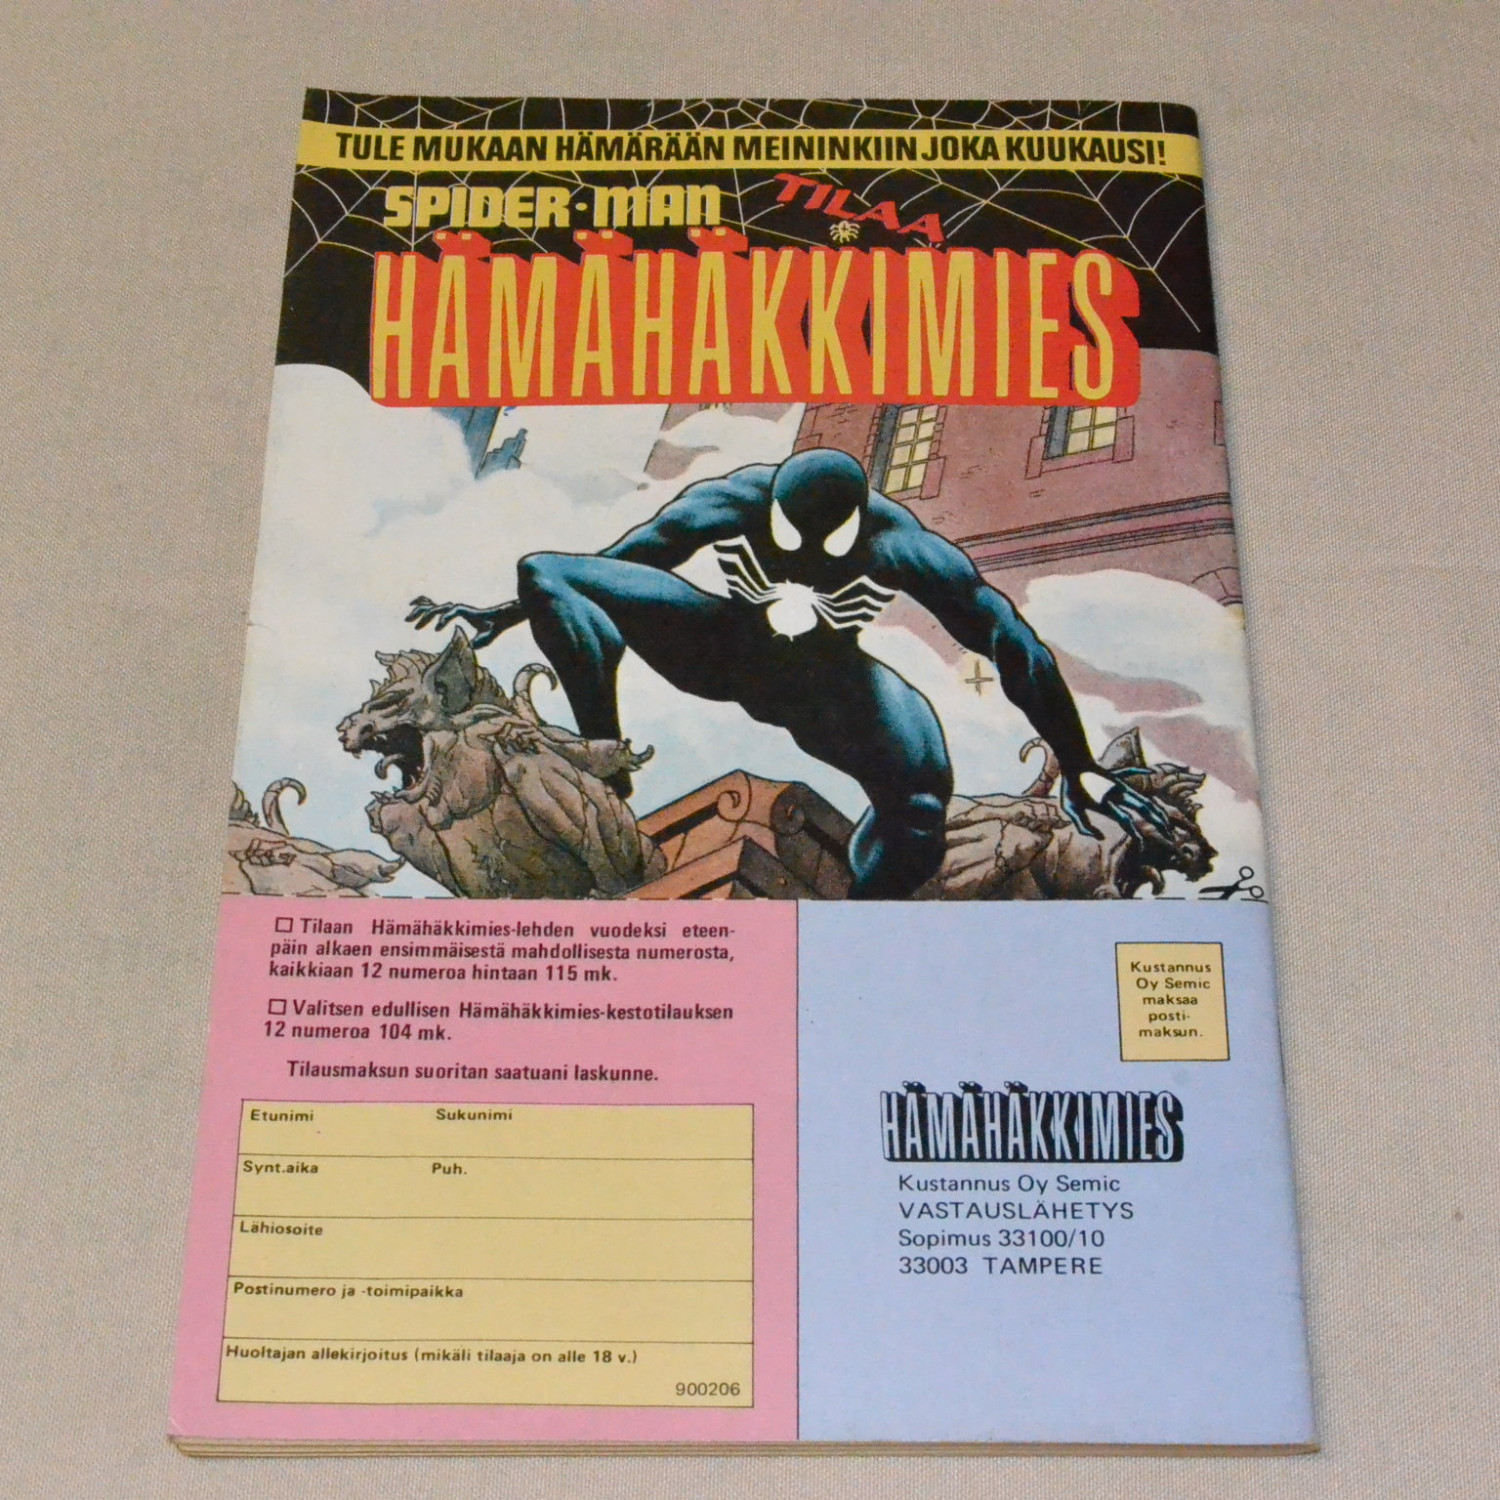 TULE MUKAAN HÄMÄRÄÄN MEININKIIN JOKA KUUKAUSI!
SPIDER·MAN TILAA
HÄMÄHÄKKIMIES
Tilaan Hämähäkkimies-lehden vuodeksi eteen-
päin alkaen ensimmäisestä mahdollisesta numerosta,
kaikkiaan 12 numeroa hintaan 115 mk.
Valitsen edullisen Hämähäkkimies-kestotilauksen
12 numeroa 104 mk.
Tilausmaksun suoritan saatuani laskunne.
Etunimi Sukunimi
Synt.aika Puh.
Lähiosoite
Postinumero ja -toimipaikka
Huoltajan allekirjoitus (mikäli tilaaja on alle 18 v.)
900206
Kustannus
Oy Semic
maksaa
posti-
maksun.
HÄMÄHÄKKIMIES
Kustannus Oy Semic
VASTAUSLÄHETYS
Sopimus 33100/10
33003 TAMPERE